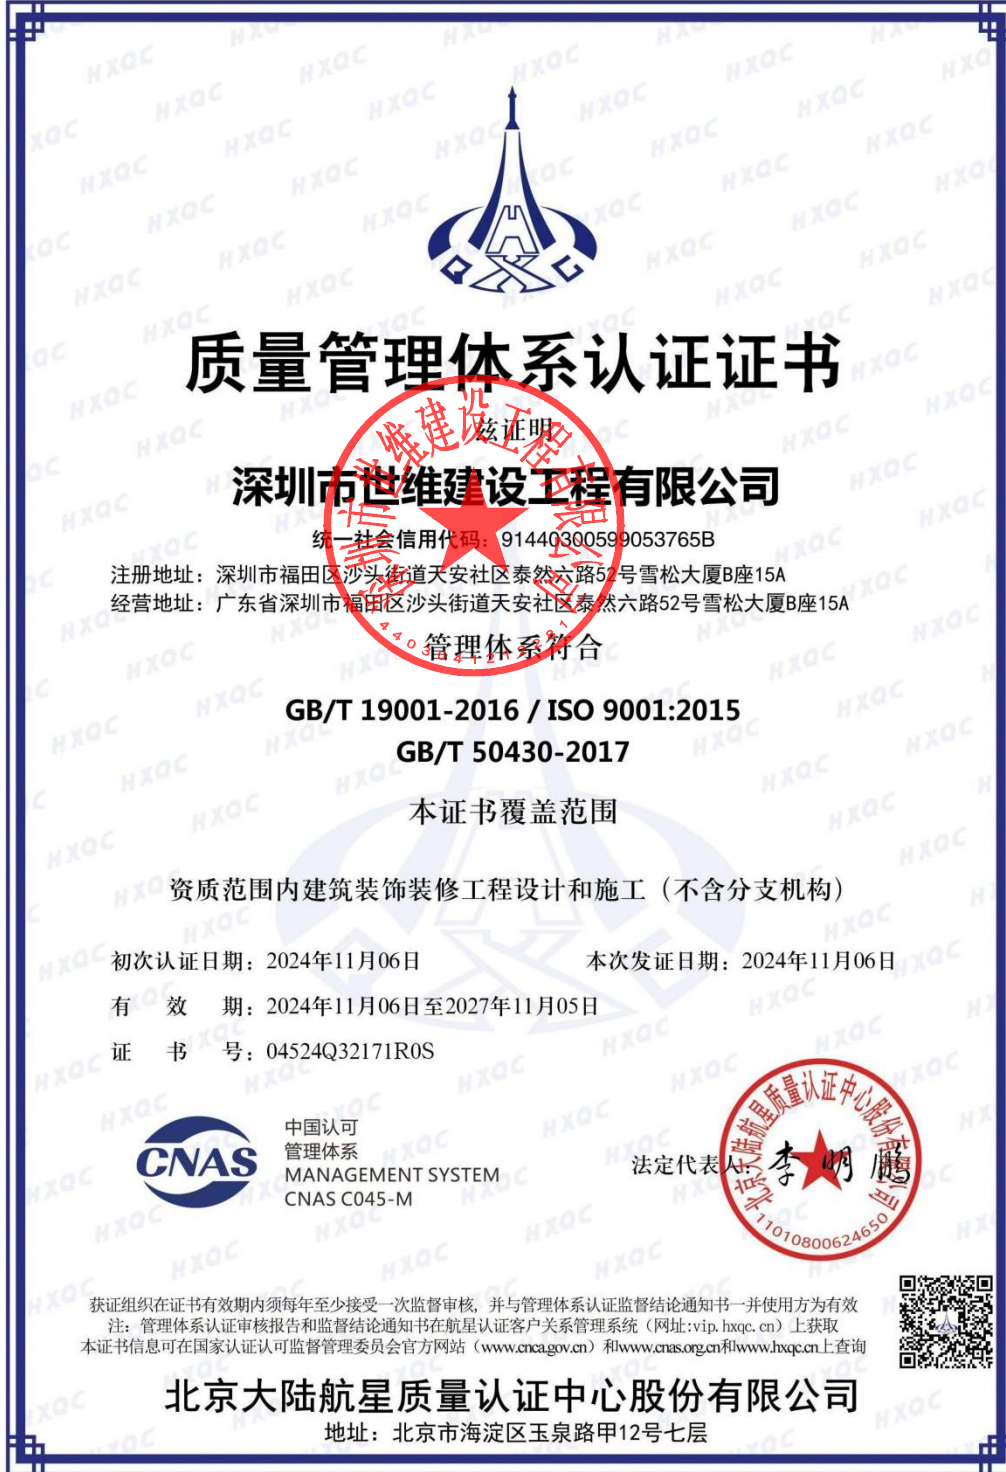 质量管理体系认证证书
兹证明
深圳市世维建设工程有限公司
统一社会信用代码：91440300599053765B
注册地址：深圳市福田区沙头街道天安社区泰然六路52号雪松大厦B座15A
经营地址：广东省深圳市福田区沙头街道天安社区泰然六路52号雪松大厦B座15A
管理体系符合
深圳市世维建设工程有限公司
GB/T 19001-2016 / ISO 9001:2015
GB/T 50430-2017
本证书覆盖范围
资质范围内建筑装饰装修工程设计和施工（不含分支机构）
初次认证日期：2024年11月06日 本次发证日期：2024年11月06日
有 效 期：2024年11月06日至2027年11月05日
证 书 号：04524Q32171R0S
CNAS
中国认可
管理体系
MANAGEMENT SYSTEM
CNAS C045-M
法定代表人：李明鹏
北京大陆航星质量认证中心股份有限公司
11010800624650
获证组织在证书有效期内须每年至少接受一次监督审核，并与管理体系认证监督结论通知书一并使用方为有效
注：管理体系认证审核报告和监督结论通知书在航星认证客户关系管理系统（网址:vip.hxqc.cn）上获取
本证书信息可在国家认证认可监督管理委员会官方网站（www.cnca.gov.cn）和www.cnas.org.cn和www.hxqc.cn上查询
北京大陆航星质量认证中心股份有限公司
地址：北京市海淀区玉泉路甲12号七层